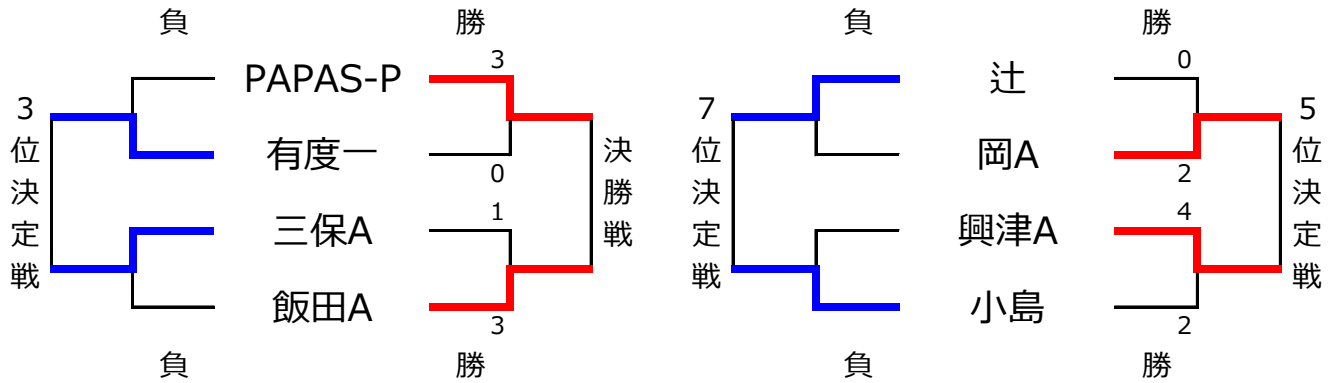 負 勝
PAPAS-P 3
有度一 0
三保A 1
飯田A 3
3位決定戦
決勝戦
負 勝
負 勝
辻 0
岡A 2
興津A 4
小島 2
7位決定戦
5位決定戦
負 勝